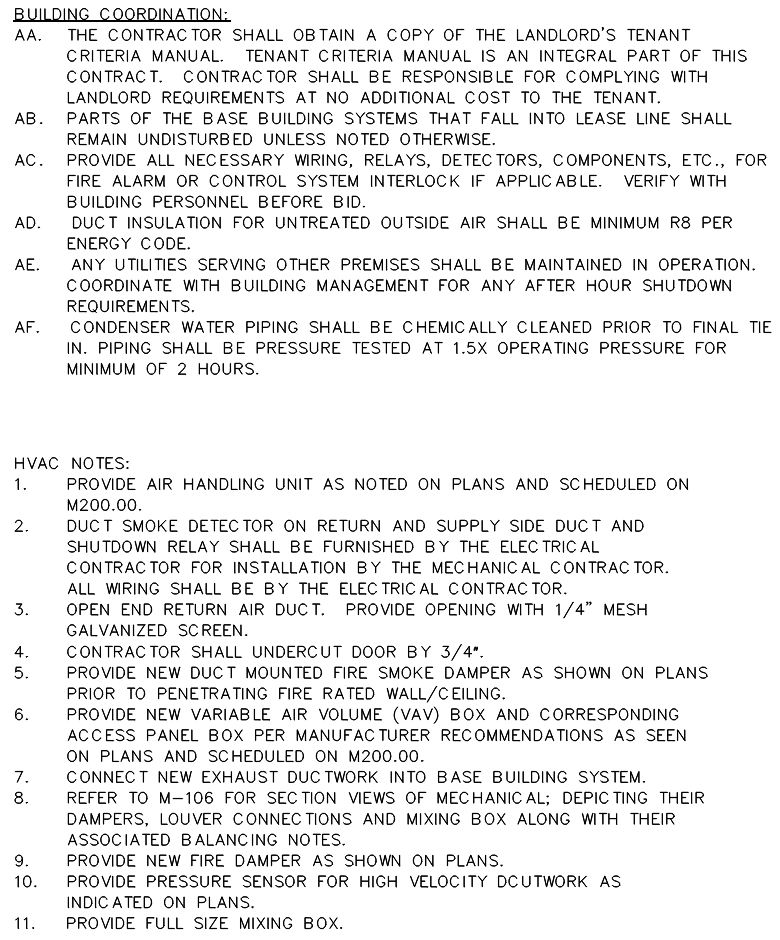 BUILDING COORDINATION:
AA. THE CONTRACTOR SHALL OBTAIN A COPY OF THE LANDLORD'S TENANT
CRITERIA MANUAL. TENANT CRITERIA MANUAL IS AN INTEGRAL PART OF THIS
CONTRACT. CONTRACTOR SHALL BE RESPONSIBLE FOR COMPLYING WITH
LANDLORD REQUIREMENTS AT NO ADDITIONAL COST TO THE TENANT.
AB. PARTS OF THE BASE BUILDING SYSTEMS THAT FALL INTO LEASE LINE SHALL
REMAIN UNDISTURBED UNLESS NOTED OTHERWISE.
AC. PROVIDE ALL NECESSARY WIRING, RELAYS, DETECTORS, COMPONENTS, ETC., FOR
FIRE ALARM OR CONTROL SYSTEM INTERLOCK IF APPLICABLE. VERIFY WITH
BUILDING PERSONNEL BEFORE BID.
AD. DUCT INSULATION FOR UNTREATED OUTSIDE AIR SHALL BE MINIMUM R8 PER
ENERGY CODE.
AE. ANY UTILITIES SERVING OTHER PREMISES SHALL BE MAINTAINED IN OPERATION.
COORDINATE WITH BUILDING MANAGEMENT FOR ANY AFTER HOUR SHUTDOWN
REQUIREMENTS.
AF. CONDENSER WATER PIPING SHALL BE CHEMICALLY CLEANED PRIOR TO FINAL TIE
IN. PIPING SHALL BE PRESSURE TESTED AT 1.5X OPERATING PRESSURE FOR
MINIMUM OF 2 HOURS.
HVAC NOTES:
1. PROVIDE AIR HANDLING UNIT AS NOTED ON PLANS AND SCHEDULED ON
M200.00.
2. DUCT SMOKE DETECTOR ON RETURN AND SUPPLY SIDE DUCT AND
SHUTDOWN RELAY SHALL BE FURNISHED BY THE ELECTRICAL
CONTRACTOR FOR INSTALLATION BY THE MECHANICAL CONTRACTOR.
ALL WIRING SHALL BE BY THE ELECTRICAL CONTRACTOR.
3. OPEN END RETURN AIR DUCT. PROVIDE OPENING WITH 1/4” MESH
GALVANIZED SCREEN.
4. CONTRACTOR SHALL UNDERCUT DOOR BY 3/4".
5. PROVIDE NEW DUCT MOUNTED FIRE SMOKE DAMPER AS SHOWN ON PLANS
PRIOR TO PENETRATING FIRE RATED WALL/CEILING.
6. PROVIDE NEW VARIABLE AIR VOLUME (VAV) BOX AND CORRESPONDING
ACCESS PANEL BOX PER MANUFACTURER RECOMMENDATIONS AS SEEN
ON PLANS AND SCHEDULED ON M200.00.
7. CONNECT NEW EXHAUST DUCTWORK INTO BASE BUILDING SYSTEM.
8. REFER TO M-106 FOR SECTION VIEWS OF MECHANICAL; DEPICTING THEIR
DAMPERS, LOUVER CONNECTIONS AND MIXING BOX ALONG WITH THEIR
ASSOCIATED BALANCING NOTES.
9. PROVIDE NEW FIRE DAMPER AS SHOWN ON PLANS.
10. PROVIDE PRESSURE SENSOR FOR HIGH VELOCITY DCUTWORK AS
INDICATED ON PLANS.
11. PROVIDE FULL SIZE MIXING BOX.